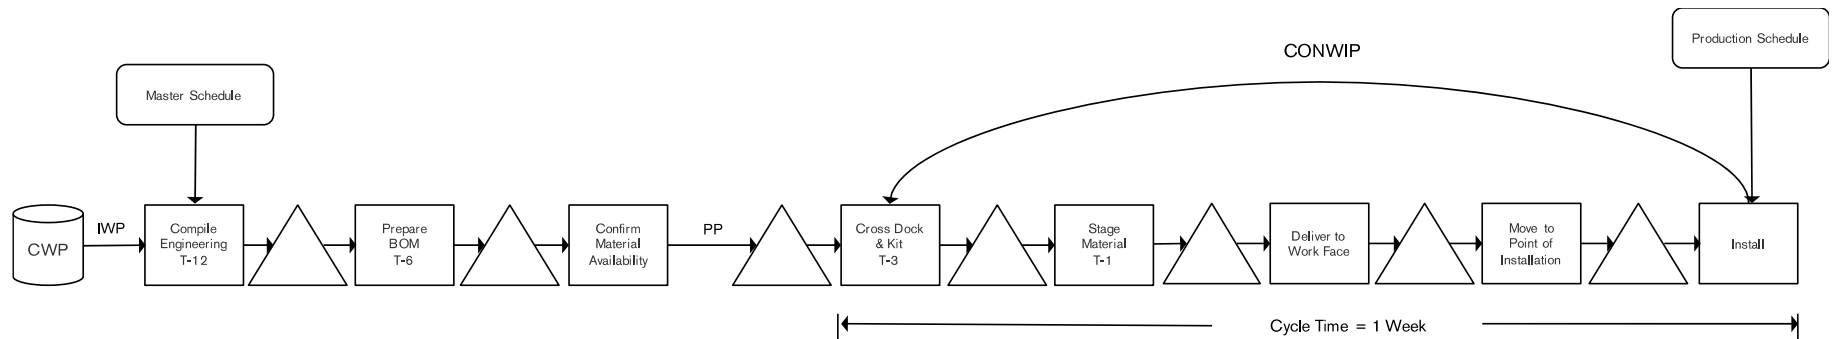 CONWIP
Production Schedule
Master Schedule
CWP
IWP
Compile
Engineering
T-12
Prepare
BOM
T-6
Confirm
Material
Availability
PP
Cross Dock
& Kit
T-3
Stage
Material
T-1
Deliver to
Work Face
Move to
Point of
Installation
Install
Cycle Time = 1 Week